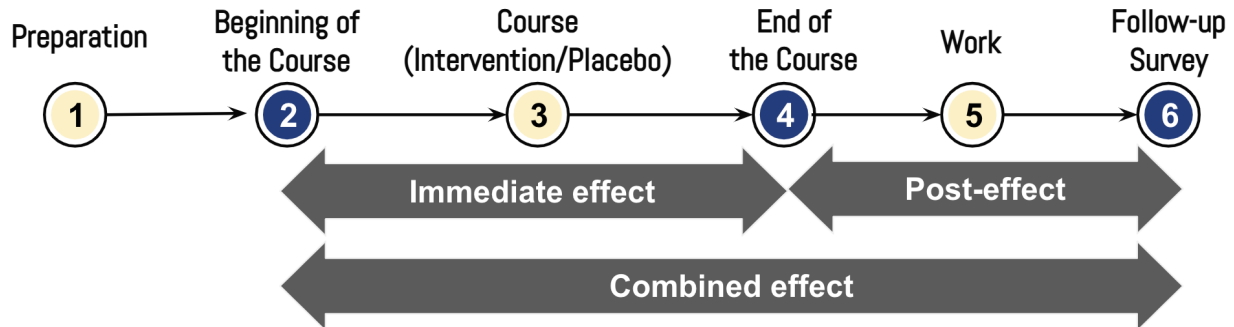 Preparation
Beginning of
the Course
Course
(Intervention/Placebo)
End of
the Course
Work
Follow-up
Survey
1
2
3
4
5
6
Immediate effect
Post-effect
Combined effect